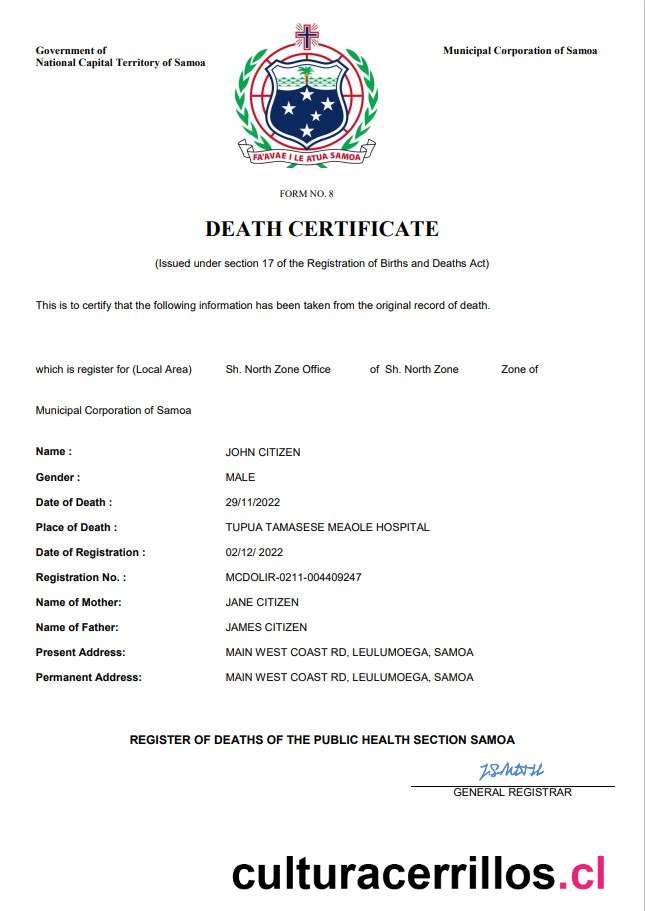 Government of
National Capital Territory of Samoa
Municipal Corporation of Samoa
FA'AVAE I LE ATUA SAMOA
FORM NO. 8
DEATH CERTIFICATE
(Issued under section 17 of the Registration of Births and Deaths Act)
This is to certify that the following information has been taken from the original record of death.
which is register for (Local Area) Sh. North Zone Office of Sh. North Zone Zone of
Municipal Corporation of Samoa
Name : JOHN CITIZEN
Gender : MALE
Date of Death : 29/11/2022
Place of Death : TUPUA TAMASESE MEAOLE HOSPITAL
Date of Registration : 02/12/ 2022
Registration No. : MCDOLIR-0211-004409247
Name of Mother: JANE CITIZEN
Name of Father: JAMES CITIZEN
Present Address: MAIN WEST COAST RD, LEULUMOEGA, SAMOA
Permanent Address: MAIN WEST COAST RD, LEULUMOEGA, SAMOA
REGISTER OF DEATHS OF THE PUBLIC HEALTH SECTION SAMOA
GENERAL REGISTRAR
culturacerrillos.cl